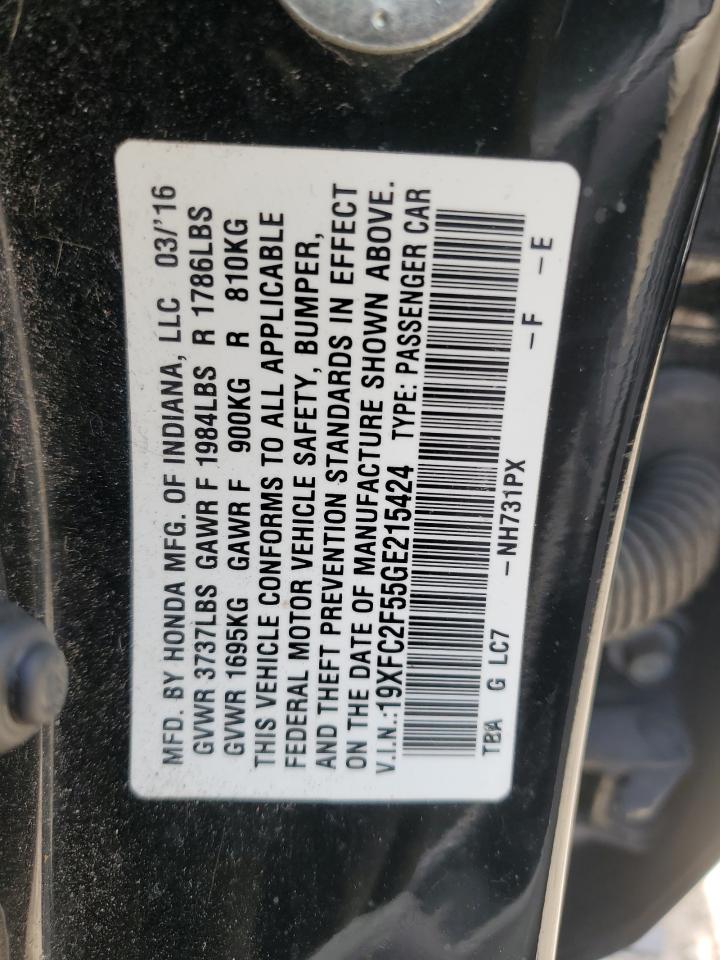 MFD. BY HONDA MFG. OF INDIANA, LLC 03/'16
GVWR 3737LBS GAWR F 1984LBS R 1786LBS
GVWR 1695KG GAWR F 900KG R 810KG
THIS VEHICLE CONFORMS TO ALL APPLICABLE
FEDERAL MOTOR VEHICLE SAFETY, BUMPER,
AND THEFT PREVENTION STANDARDS IN EFFECT
ON THE DATE OF MANUFACTURE SHOWN ABOVE.
V.I.N.:19XFC2F55GE215424 TYPE: PASSENGER CAR
TBA G LC7 -NH731PX -F -E